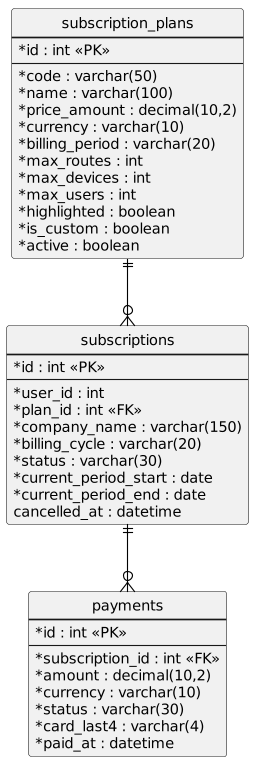 subscription_plans
*id : int «PK»
*code : varchar(50)
*name : varchar(100)
*price_amount : decimal(10,2)
*currency : varchar(10)
*billing_period : varchar(20)
*max_routes : int
*max_devices : int
*max_users : int
*highlighted : boolean
*is_custom : boolean
*active : boolean
subscriptions
*id : int «PK»
*user_id : int
*plan_id : int «FK»
*company_name : varchar(150)
*billing_cycle : varchar(20)
*status : varchar(30)
*current_period_start : date
*current_period_end : date
cancelled_at : datetime
payments
*id : int «PK»
*subscription_id : int «FK»
*amount : decimal(10,2)
*currency : varchar(10)
*status : varchar(30)
*card_last4 : varchar(4)
*paid_at : datetime